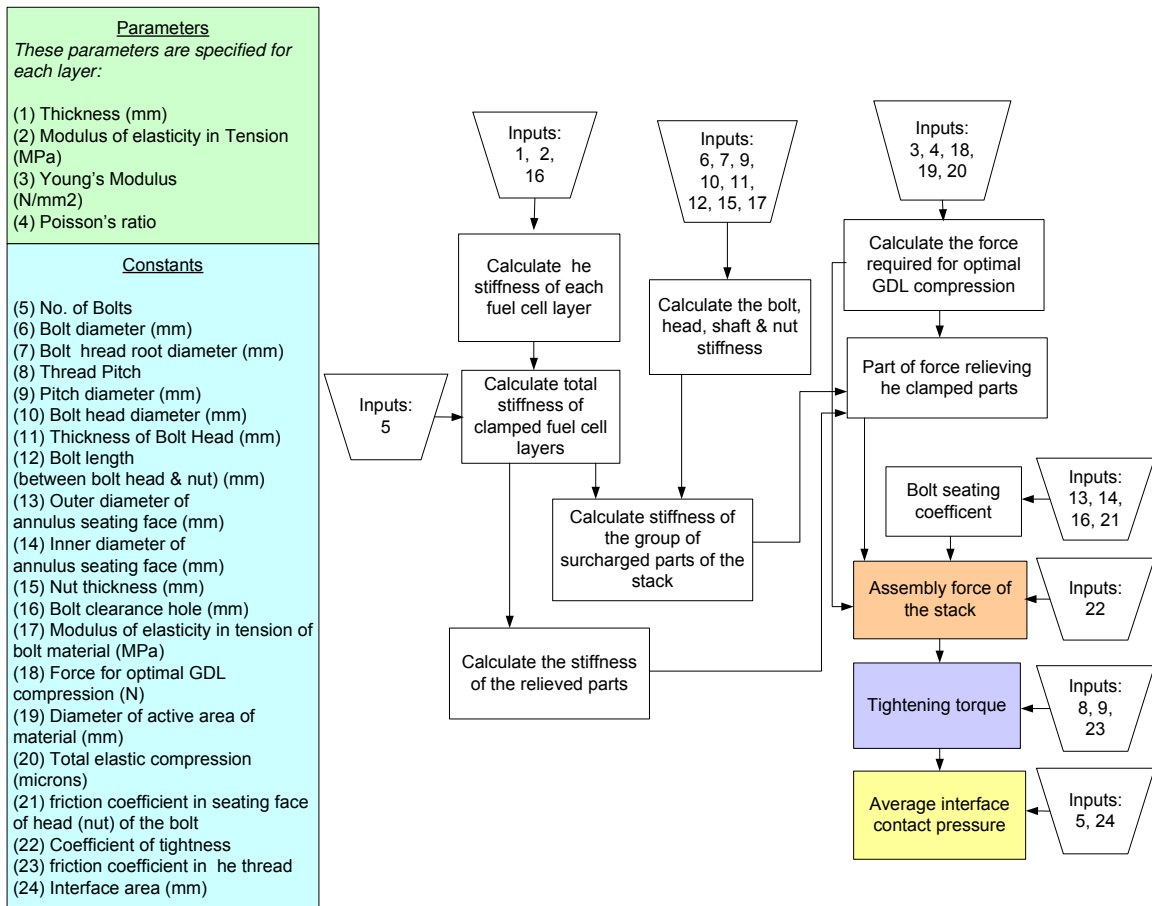 Parameters
These parameters are specified for
each layer:
(1) Thickness (mm)
(2) Modulus of elasticity in Tension
(MPa)
(3) Young's Modulus
(N/mm2)
(4) Poisson's ratio
Constants
(5) No. of Bolts
(6) Bolt diameter (mm)
(7) Bolt hread root diameter (mm)
(8) Thread Pitch
(9) Pitch diameter (mm)
(10) Bolt head diameter (mm)
(11) Thickness of Bolt Head (mm)
(12) Bolt length
(between bolt head & nut) (mm)
(13) Outer diameter of
annulus seating face (mm)
(14) Inner diameter of
annulus seating face (mm)
(15) Nut thickness (mm)
(16) Bolt clearance hole (mm)
(17) Modulus of elasticity in tension of
bolt material (MPa)
(18) Force for optimal GDL
compression (N)
(19) Diameter of active area of
material (mm)
(20) Total elastic compression
(microns)
(21) friction coefficient in seating face
of head (nut) of the bolt
(22) Coefficient of tightness
(23) friction coefficient in he thread
(24) Interface area (mm)
Inputs:
1, 2,
16
Calculate he
stiffness of each
fuel cell layer
Inputs:
5
Calculate total
stiffness of
clamped fuel cell
layers
Inputs:
6, 7, 9,
10, 11,
12, 15, 17
Calculate the bolt,
head, shaft & nut
stiffness
Calculate stiffness of
the group of
surcharged parts of the
stack
Calculate the stiffness
of the relieved parts
Inputs:
3, 4, 18,
19, 20
Calculate the force
required for optimal
GDL compression
Part of force relieving
he clamped parts
Bolt seating
coefficent
Inputs:
13, 14,
16, 21
Assembly force of
the stack
Inputs:
22
Tightening torque
Inputs:
8, 9,
23
Average interface
contact pressure
Inputs:
5, 24